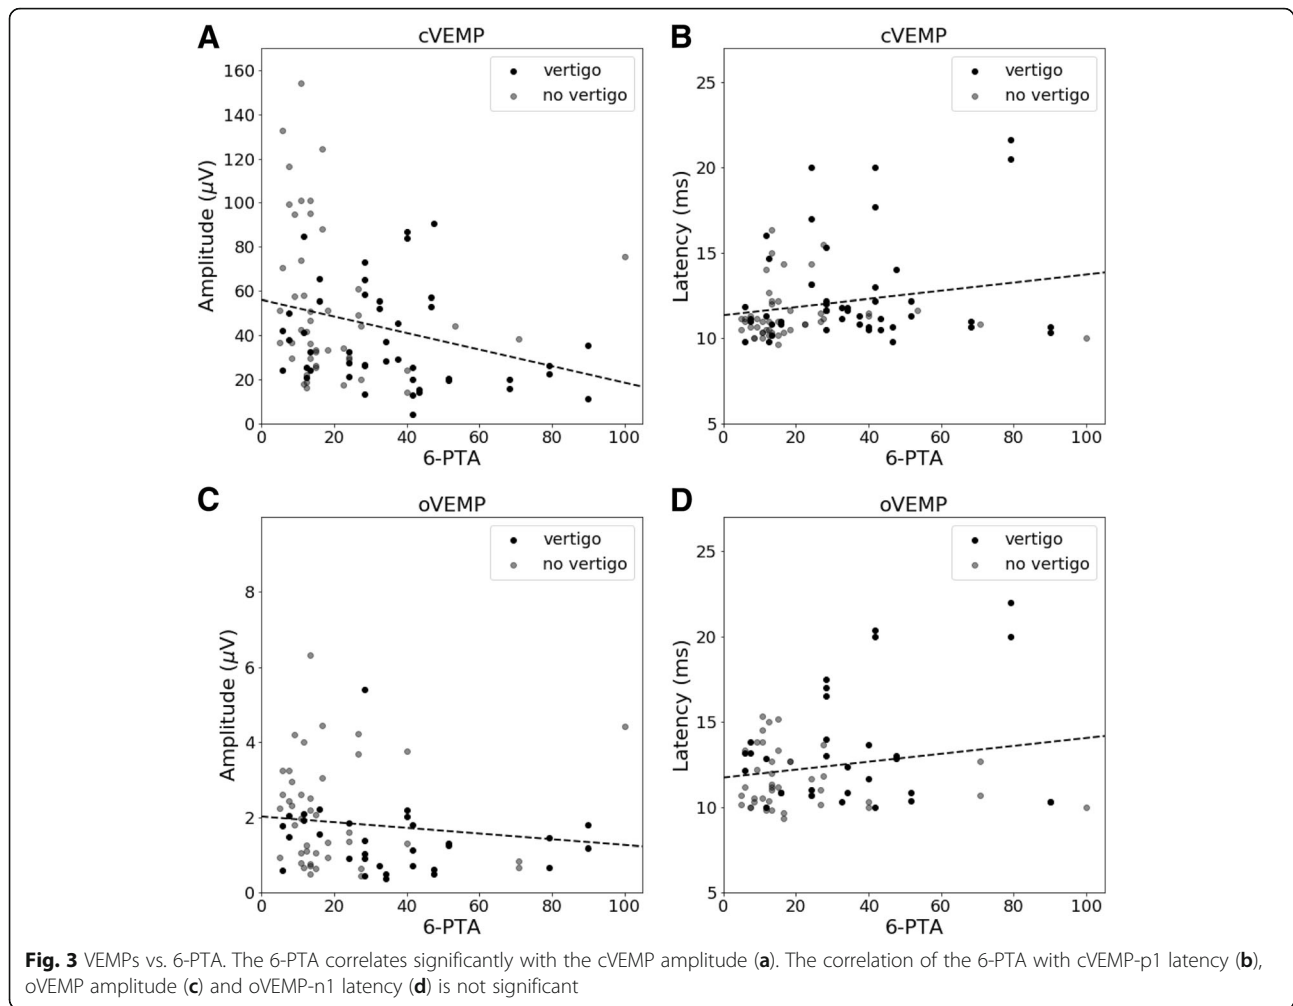 A
cVEMP
vertigo
no vertigo
Amplitude (μV)
160
140
120
100
80
60
40
20
0
0 20 40 60 80 100
6-PTA
B
cVEMP
vertigo
no vertigo
Latency (ms)
25
20
15
10
5
0 20 40 60 80 100
6-PTA
C
oVEMP
vertigo
no vertigo
Amplitude (μV)
8
6
4
2
0
0 20 40 60 80 100
6-PTA
D
oVEMP
vertigo
no vertigo
Latency (ms)
25
20
15
10
5
0 20 40 60 80 100
6-PTA
Fig. 3 VEMPs vs. 6-PTA. The 6-PTA correlates significantly with the cVEMP amplitude (a). The correlation of the 6-PTA with cVEMP-p1 latency (b),
oVEMP amplitude (c) and oVEMP-n1 latency (d) is not significant